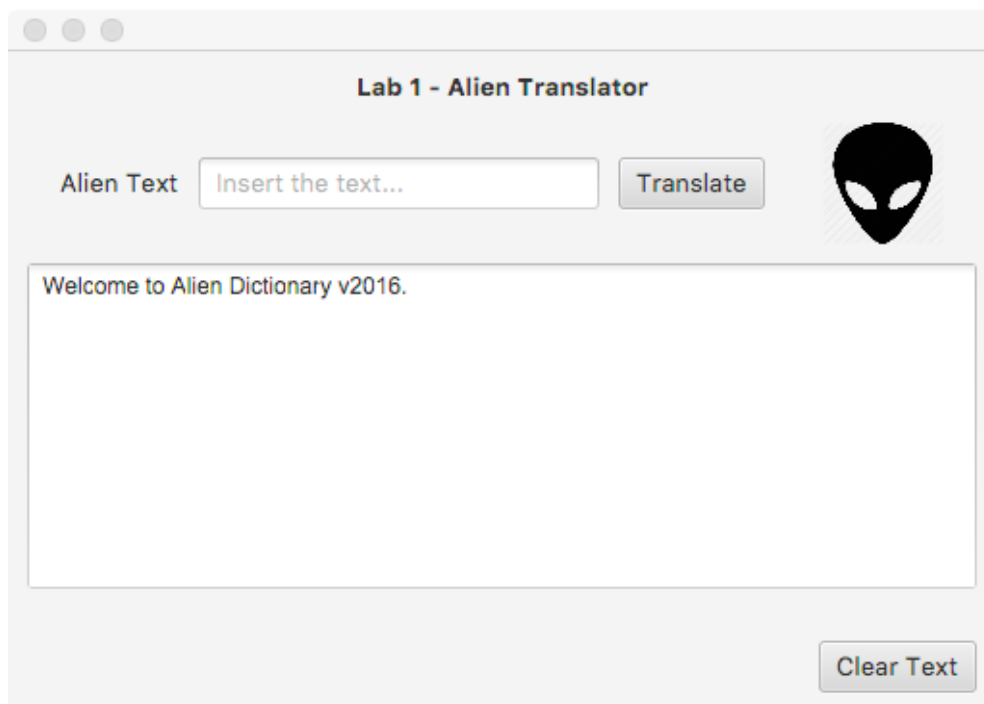 Lab 1 - Alien Translator
Alien Text Insert the text... Translate
Welcome to Alien Dictionary v2016.
Clear Text